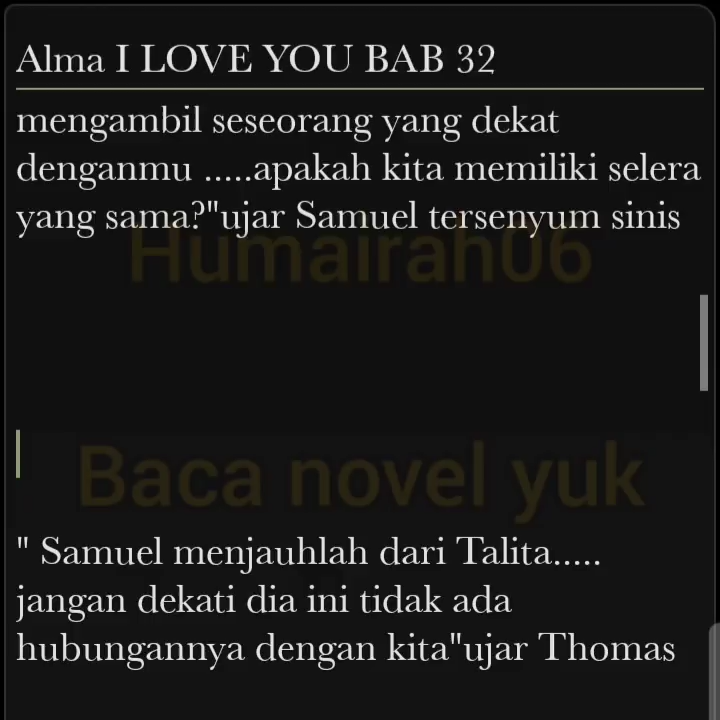 Alma I LOVE YOU BAB 32
mengambil seseorang yang dekat
denganmu .....apakah kita memiliki selera
yang sama?"ujar Samuel tersenyum sinis
Humairah06
Baca novel yuk
" Samuel menjauhlah dari Talita.....
jangan dekati dia ini tidak ada
hubungannya dengan kita"ujar Thomas